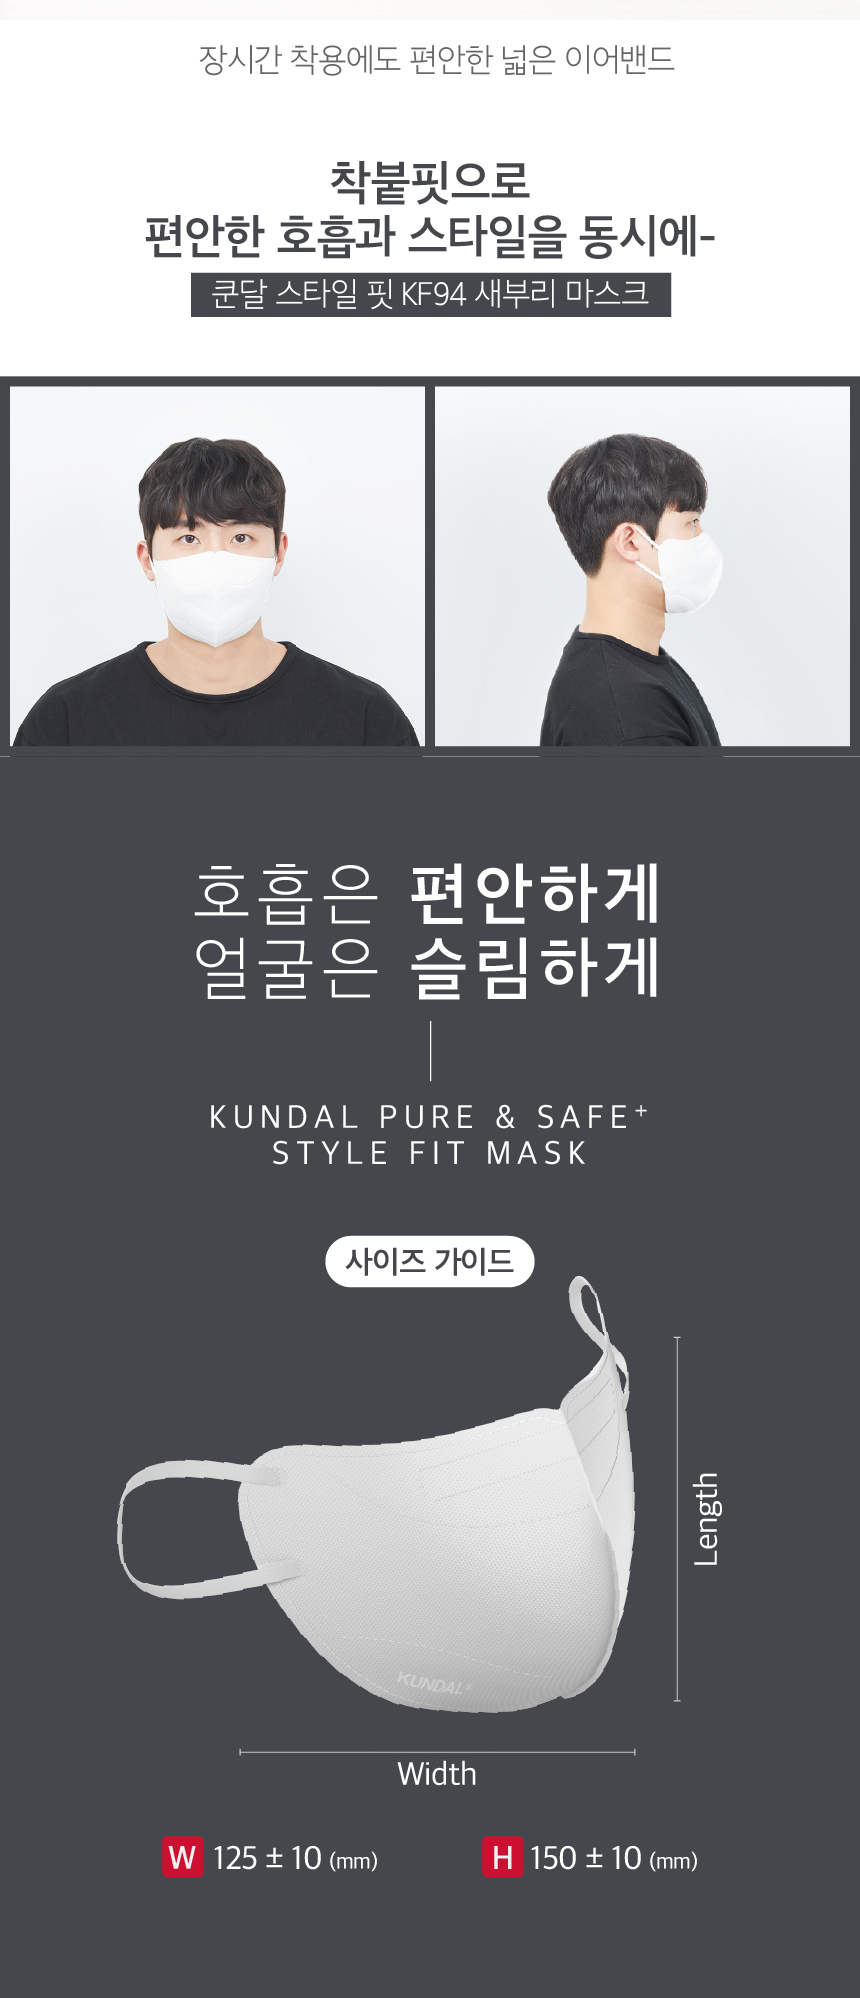 장시간 착용에도 편안한 넓은 이어밴드
착붙핏으로
편안한 호흡과 스타일을 동시에-
쿤달 스타일 핏 KF94 새부리 마스크
호흡은 편안하게
얼굴은 슬림하게
KUNDAL PURE & SAFE⁺
STYLE FIT MASK
사이즈 가이드
Length
KUNDAL®
Width
W 125 ± 10 (mm)
H 150 ± 10 (mm)